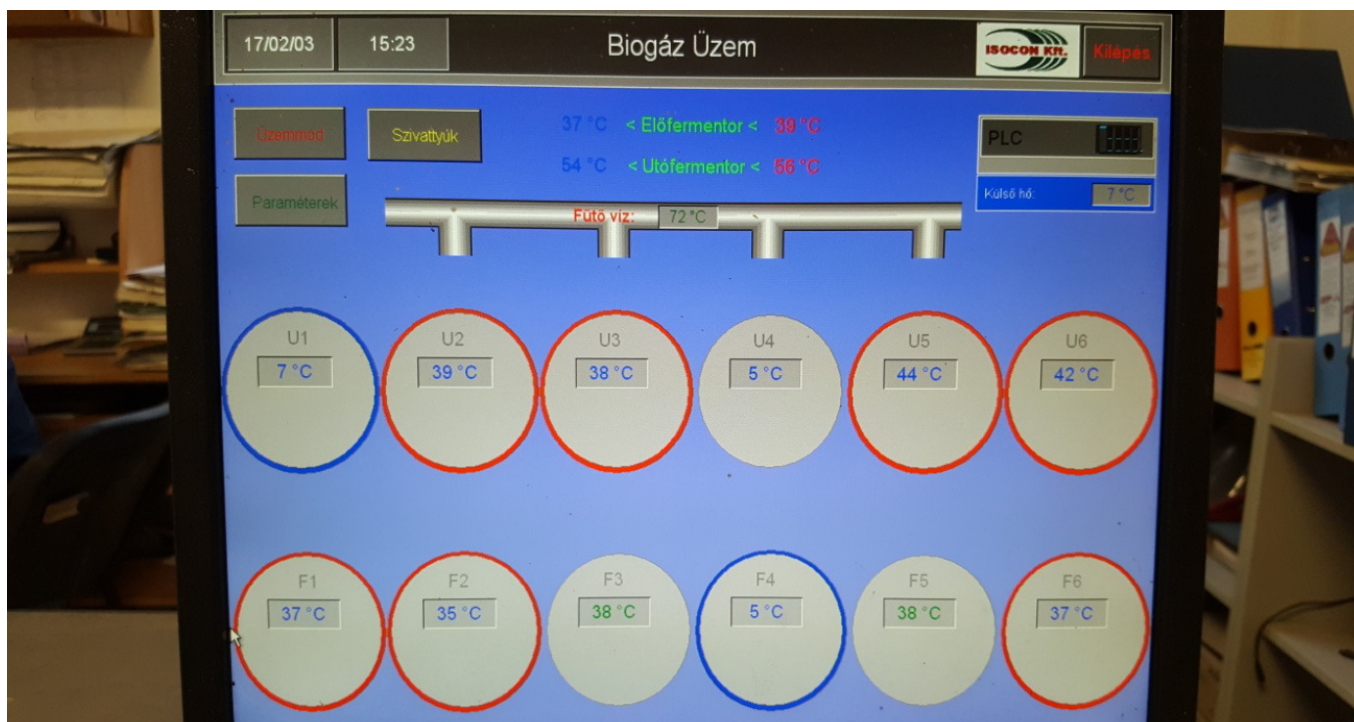 17/02/03 15:23 Biogáz Üzem ISOCON Kft. Kilépés
Üzemmód Szivattyúk 37 °C < Előfermentor < 39 °C PLC
54 °C < Utófermentor < 56 °C
Paraméterek Fűtő víz: 72 °C Külső hő: 7 °C
U1 U2 U3 U4 U5 U6
7 °C 39 °C 38 °C 5 °C 44 °C 42 °C
F1 F2 F3 F4 F5 F6
37 °C 35 °C 38 °C 5 °C 38 °C 37 °C